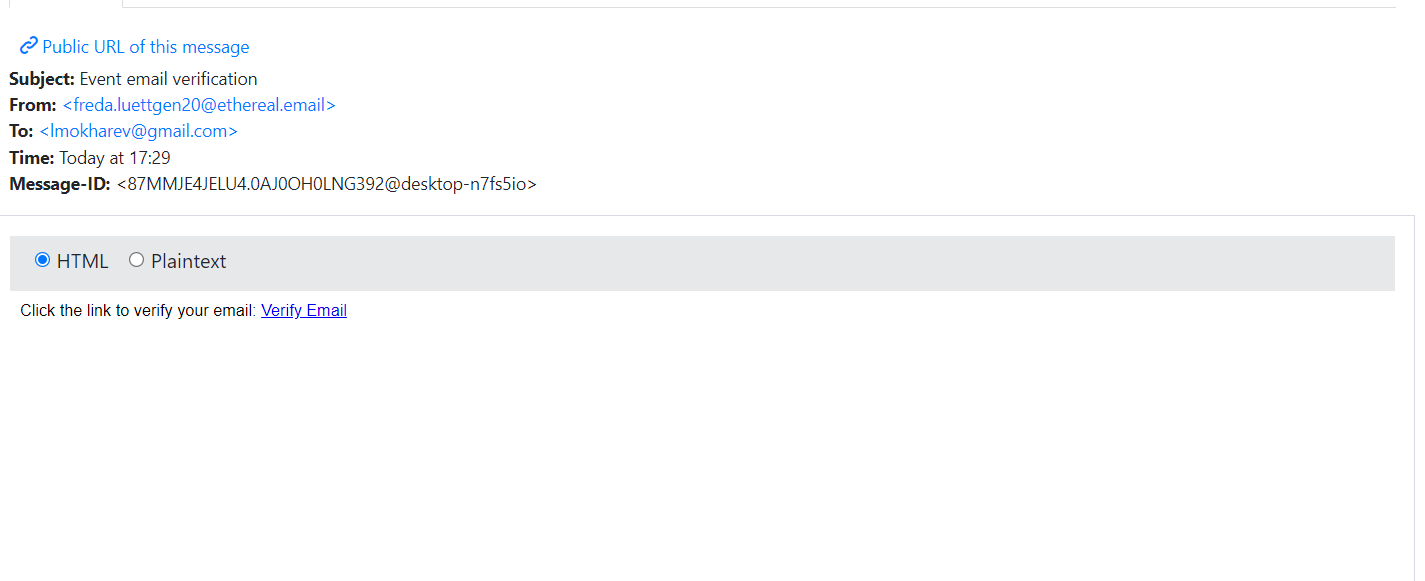 Public URL of this message
Subject: Event email verification
From: <freda.luettgen20@ethereal.email>
To: <lmokharev@gmail.com>
Time: Today at 17:29
Message-ID: <87MMJE4JELU4.0AJ0OH0LNG392@desktop-n7fs5io>
HTML Plaintext
Click the link to verify your email: Verify Email